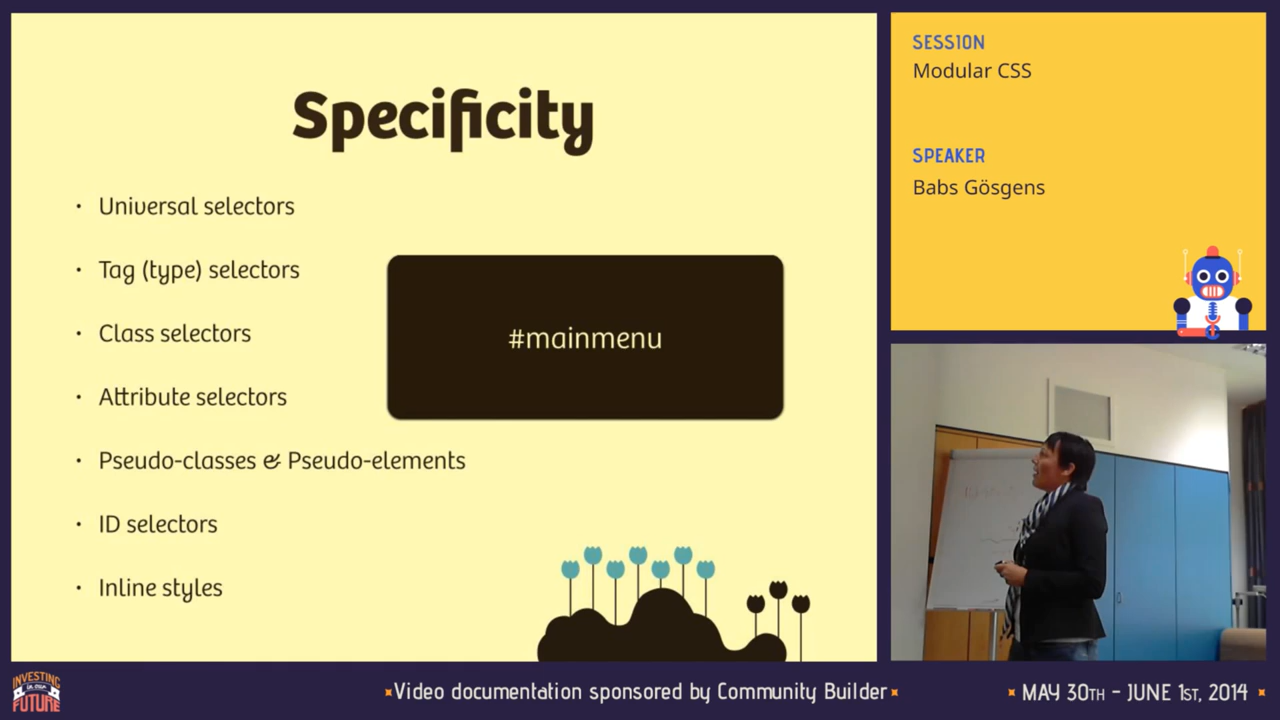 Specificity
• Universal selectors
• Tag (type) selectors
• Class selectors
• Attribute selectors
• Pseudo-classes & Pseudo-elements
• ID selectors
• Inline styles
#mainmenu
SESSION
Modular CSS
SPEAKER
Babs Gösgens
INVESTING
in our
FUTURE
Video documentation sponsored by Community Builder
MAY 30TH - JUNE 1ST, 2014